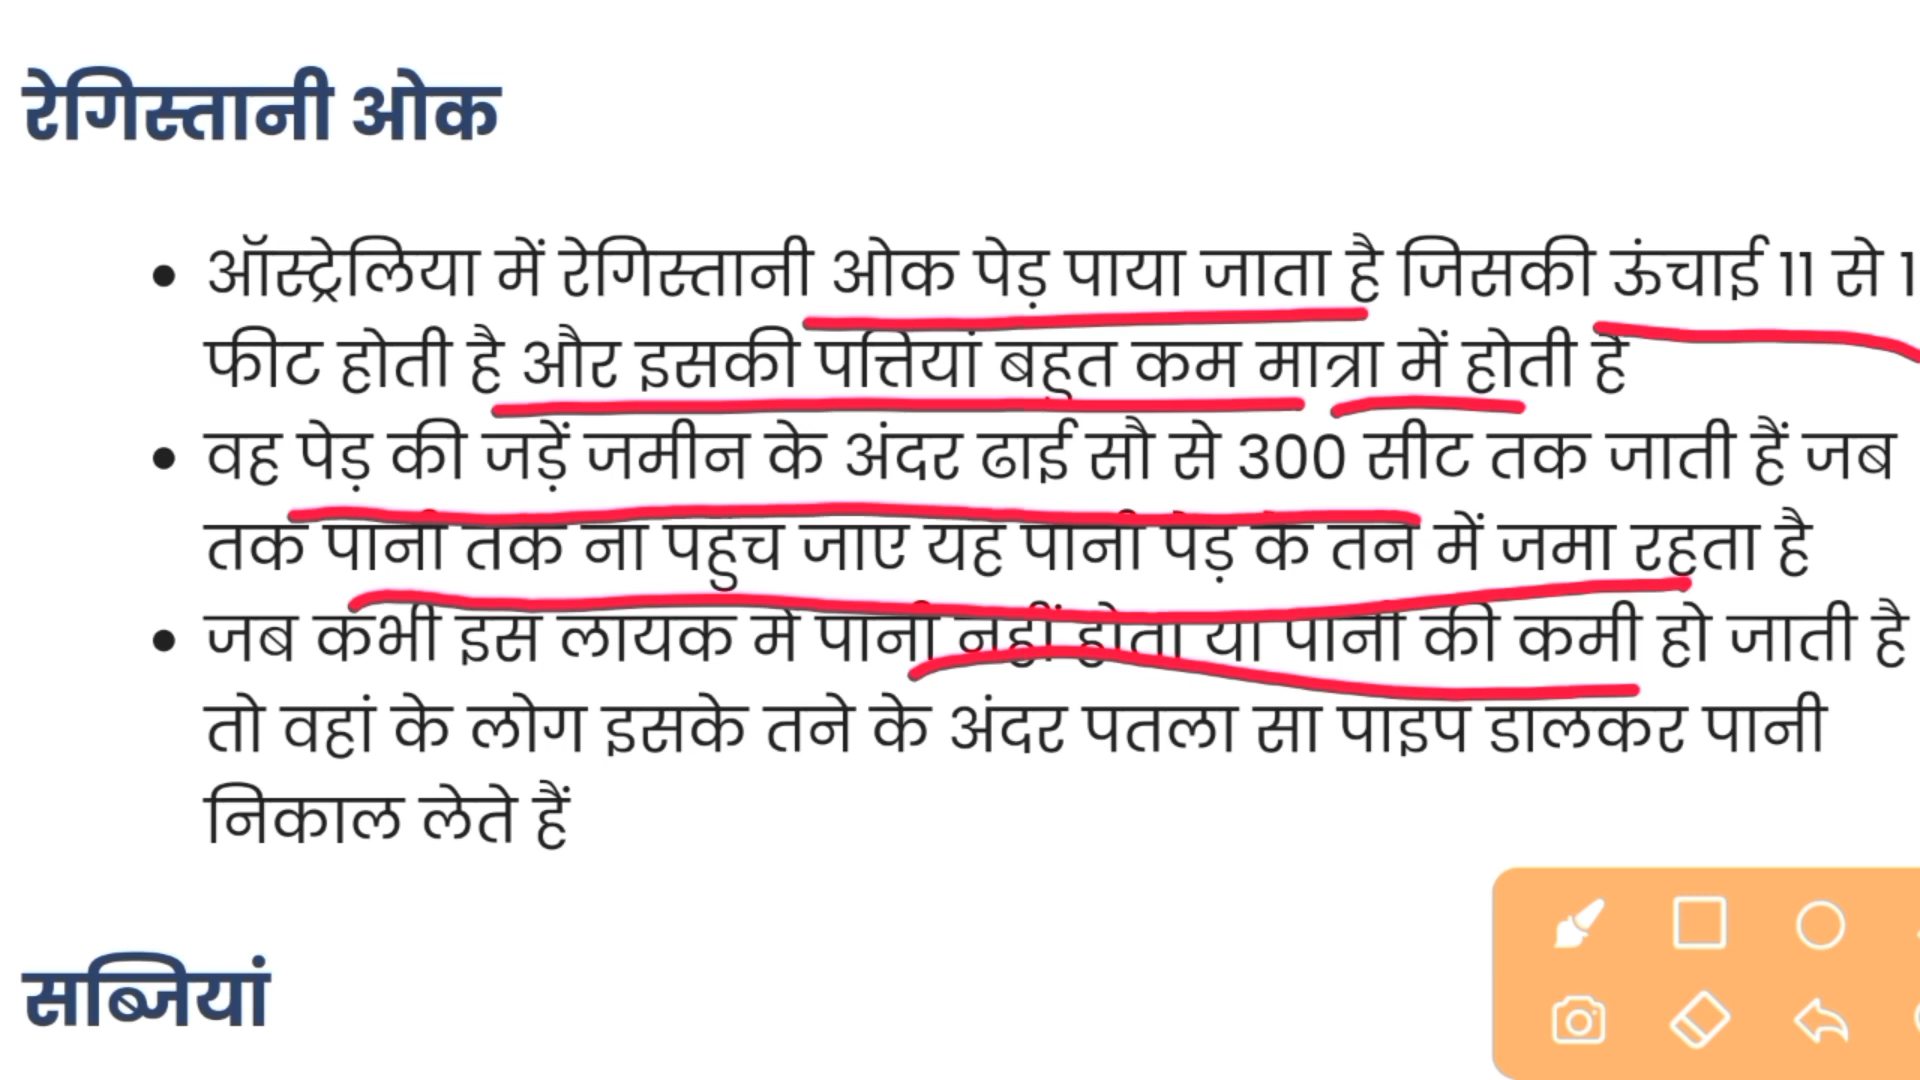 रेगिस्तानी ओक
ऑस्ट्रेलिया में रेगिस्तानी ओक पेड़ पाया जाता है जिसकी ऊंचाई 11 से
फीट होती है और इसकी पत्तियां बहुत कम मात्रा में होती है
वह पेड़ की जड़ें जमीन के अंदर ढाई सौ से 300 सीट तक जाती हैं जब
तक पानी तक ना पहुच जाए यह पानी पेड़ के तने में जमा रहता है
जब कभी इस लायक मे पानी नहीं होता या पानी की कमी हो जाती है
तो वहां के लोग इसके तने के अंदर पतला सा पाइप डालकर पानी
निकाल लेते हैं
सब्जियां